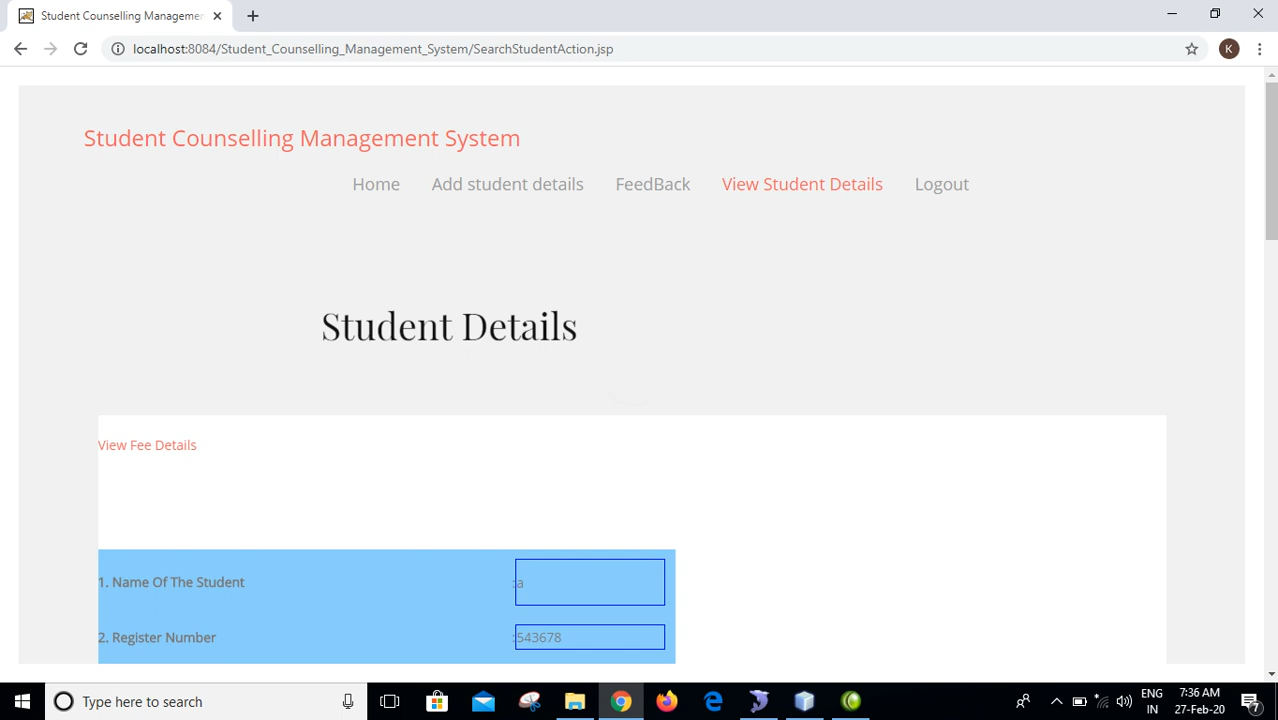 Student Counselling Managemen
localhost:8084/Student_Counselling_Management_System/SearchStudentAction.jsp
K
Student Counselling Management System
Home Add student details FeedBack View Student Details Logout
Student Details
View Fee Details
1. Name Of The Student :a
2. Register Number :543678
Type here to search
ENG
IN
7:36 AM
27-Feb-20
7